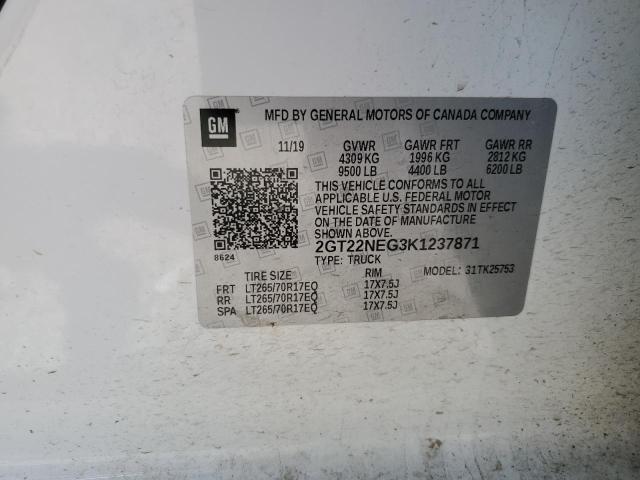 GM
MFD BY GENERAL MOTORS OF CANADA COMPANY
11/19 GVWR GAWR FRT GAWR RR
4309 KG 1996 KG 2812 KG
9500 LB 4400 LB 6200 LB
THIS VEHICLE CONFORMS TO ALL
APPLICABLE U.S. FEDERAL MOTOR
VEHICLE SAFETY STANDARDS IN EFFECT
ON THE DATE OF MANUFACTURE
SHOWN ABOVE.
8624
2GT22NEG3K1237871
TYPE: TRUCK
MODEL: 31TK25753
TIRE SIZE RIM
FRT LT265/70R17EQ 17X7.5J
RR LT265/70R17EQ 17X7.5J
SPA LT265/70R17EQ 17X7.5J